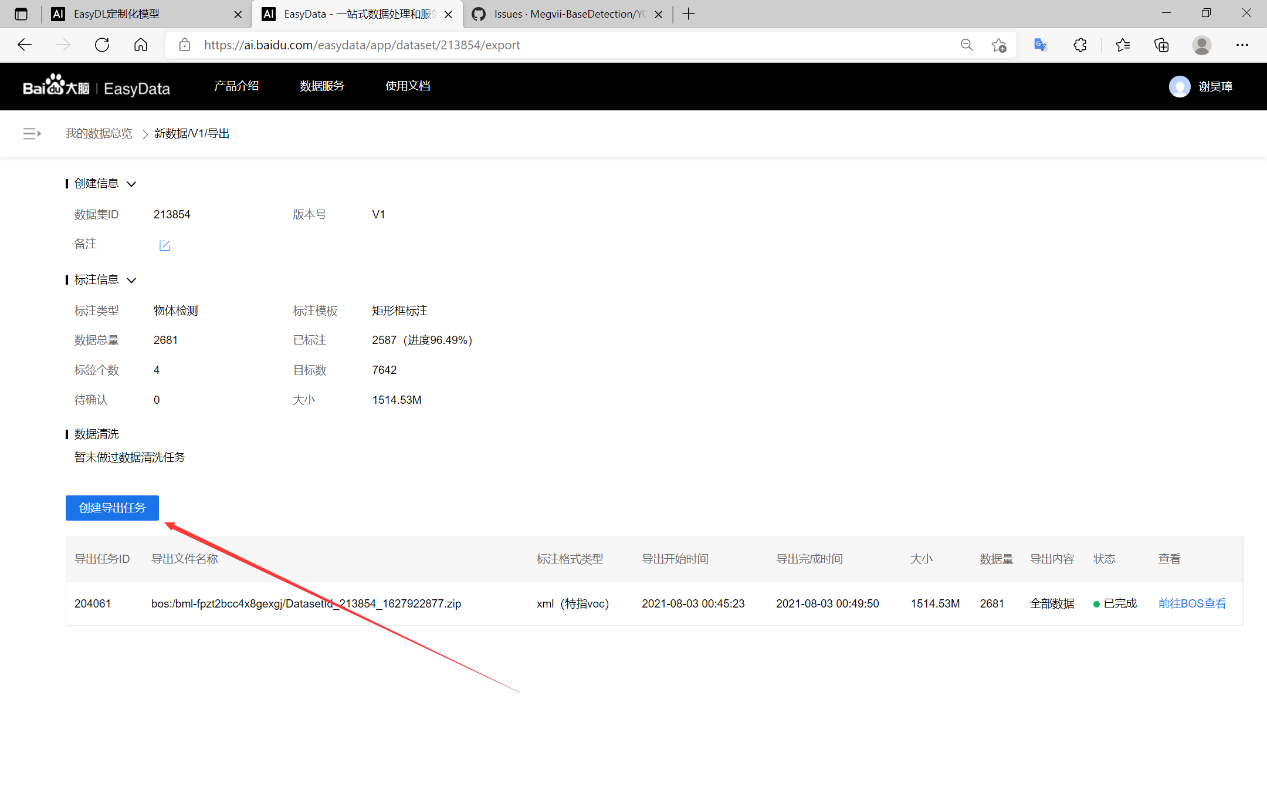 EasyDL定制化模型
EasyData - 一站式数据处理和服务
Issues · Megvii-BaseDetection/YO
https://ai.baidu.com/easydata/app/dataset/213854/export
Bai大脑 | EasyData 产品介绍 数据服务 使用文档 谢昊璋
我的数据总览 > 新数据/V1/导出
创建信息
数据集ID 213854 版本号 V1
备注
标注信息
标注类型 物体检测 标注模板 矩形框标注
数据总量 2681 已标注 2587（进度96.49%）
标签个数 4 目标数 7642
待确认 0 大小 1514.53M
数据清洗
暂未做过数据清洗任务
创建导出任务
导出任务ID 导出文件名称 标注格式类型 导出开始时间 导出完成时间 大小 数据量 导出内容 状态 查看
204061 bos:/bml-fpzt2bcc4x8gexgj/DatasetId_213854_1627922877.zip xml（特指voc） 2021-08-03 00:45:23 2021-08-03 00:49:50 1514.53M 2681 全部数据 已完成 前往BOS查看